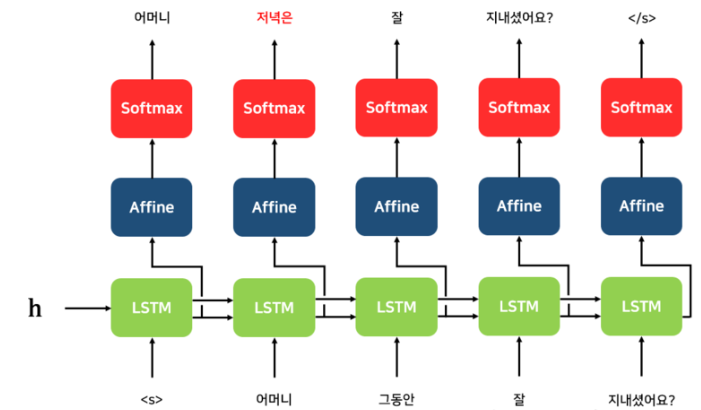 어머니 저녁은 잘 지내셨어요? </s>
Softmax Softmax Softmax Softmax Softmax
Affine Affine Affine Affine Affine
h LSTM LSTM LSTM LSTM LSTM
<s> 어머니 그동안 잘 지내셨어요?